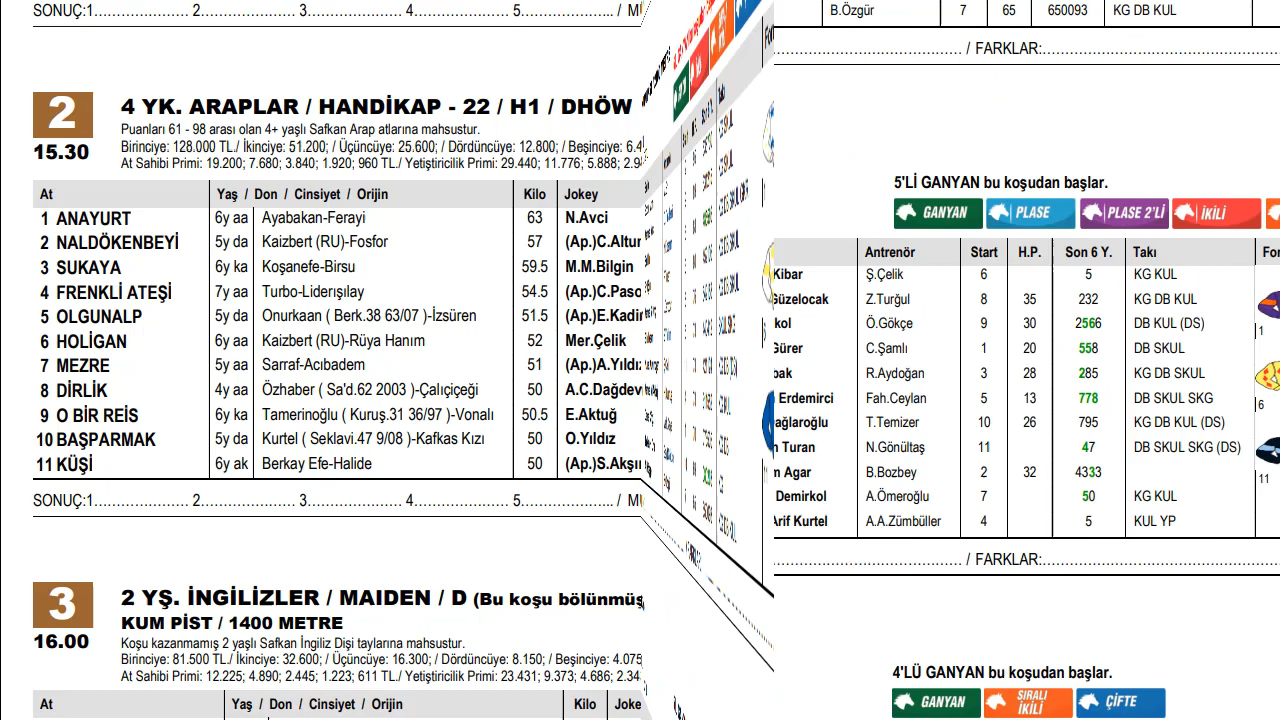 SONUÇ:1........................2........................3........................4........................5..................... /
B.Özgür 7 65 650093 KG DB KUL
/ FARKLAR:
2
15.30
4 YK. ARAPLAR / HANDİKAP - 22 / H1 / DHÖW
Puanları 61 - 98 arası olan 4+ yaşlı Safkan Arap atlarına mahsustur.
Birinciye: 128.000 TL./ İkinciye: 51.200; / Üçüncüye: 25.600; / Dördüncüye: 12.800; / Beşinciye:
At Sahibi Primi: 19.200; 7.680; 3.840; 1.920; 960 TL./ Yetiştiricilik Primi: 29.440; 11.776; 5.888;
At Yaş / Don / Cinsiyet / Orijin Kilo Jokey
1 ANAYURT 6y aa Ayabakan-Ferayi 63 N.Avci
2 NALDÖKENBEYİ 5y da Kaizbert (RU)-Fosfor 57 (Ap.)C.Altun
3 SUKAYA 6y ka Koşanefe-Birsu 59.5 M.M.Bilgin
4 FRENKLİ ATEŞİ 7y aa Turbo-Liderışılay 54.5 (Ap.)C.Paso
5 OLGUNALP 5y da Onurkaan ( Berk.38 63/07 )-İzsüren 51.5 (Ap.)E.Kadir
6 HOLİGAN 6y aa Kaizbert (RU)-Rüya Hanım 52 Mer.Çelik
7 MEZRE 5y aa Sarraf-Acıbadem 51 (Ap.)A.Yıldız
8 DİRLİK 4y aa Özhaber ( Sa'd.62 2003 )-Çalıçiçeği 50 A.C.Dağdev
9 O BİR REİS 6y ka Tamerinoğlu ( Kuruş.31 36/97 )-Vonalı 50.5 E.Aktuğ
10 BAŞPARMAK 5y da Kurtel ( Seklavi.47 9/08 )-Kafkas Kızı 50 O.Yıldız
11 KÜŞİ 6y ak Berkay Efe-Halide 50 (Ap.)S.Akşı
SONUÇ:1........................2........................3........................4........................5..................... /
5'Lİ GANYAN bu koşudan başlar.
GANYAN PLASE PLASE 2'Lİ İKİLİ
Antrenör Start H.P. Son 6 Y. Takı For
Kibar Ş.Çelik 6 5 KG KUL
Güzelocak Z.Turğul 8 35 232 KG DB KUL
kol Ö.Gökçe 9 30 2566 DB KUL (DS)
Gürer C.Şamlı 1 20 558 DB SKUL
bak R.Aydoğan 3 28 285 KG DB SKUL
Erdemirci Fah.Ceylan 5 13 778 DB SKUL SKG
ağlaroğlu T.Temizer 10 26 795 KG DB KUL (DS)
n Turan N.Gönültaş 11 47 DB SKUL SKG (DS)
m Agar B.Bozbey 2 32 4333
Demirkol A.Ömeroğlu 7 50 KG KUL
Arif Kurtel A.A.Zümbüller 4 5 KUL YP
1
6
11
/ FARKLAR:
3
16.00
2 YŞ. İNGİLİZLER / MAIDEN / D (Bu koşu bölünmüş
KUM PİST / 1400 METRE
Koşu kazanmamış 2 yaşlı Safkan İngiliz Dişi taylarına mahsustur.
Birinciye: 81.500 TL./ İkinciye: 32.600; / Üçüncüye: 16.300; / Dördüncüye: 8.150; / Beşinciye: 4.075
At Sahibi Primi: 12.225; 4.890; 2.445; 1.223; 611 TL./ Yetiştiricilik Primi: 23.431; 9.373; 4.686;
At Yaş / Don / Cinsiyet / Orijin Kilo Joke
4'LÜ GANYAN bu koşudan başlar.
GANYAN SIRALI İKİLİ ÇİFTE